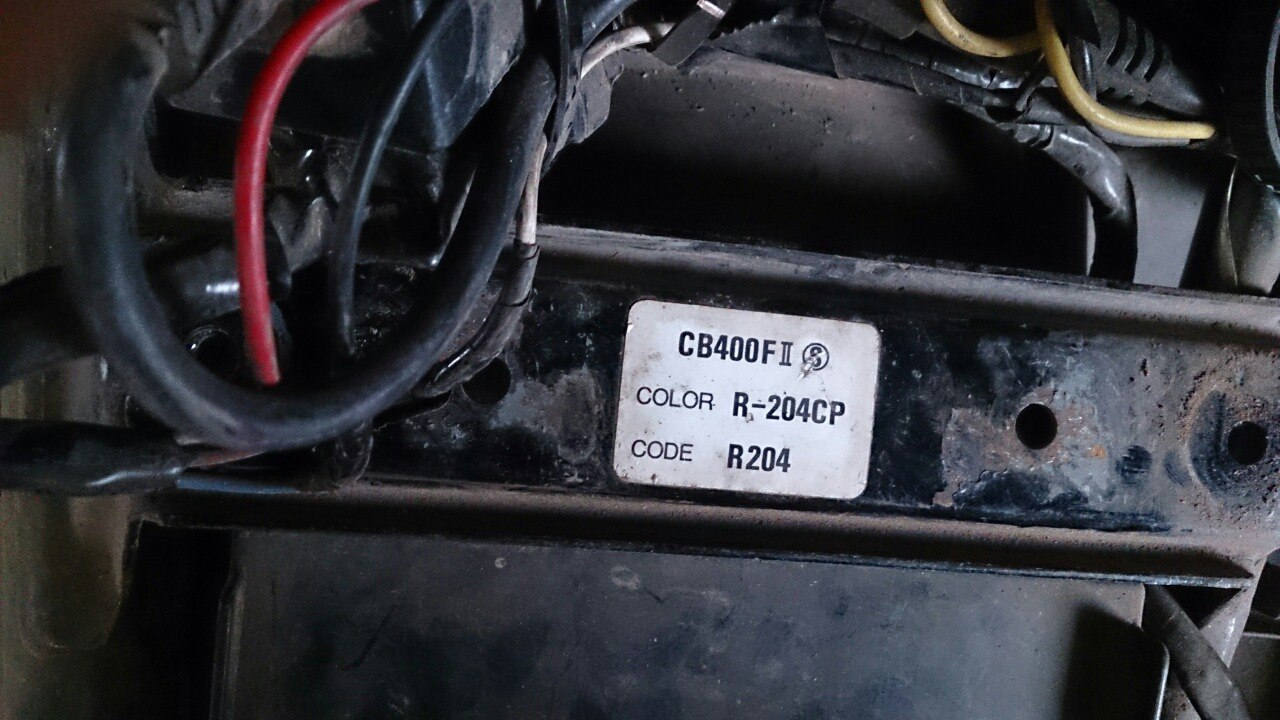 CB400FⅡ Ⓢ
COLOR R-204CP
CODE R204